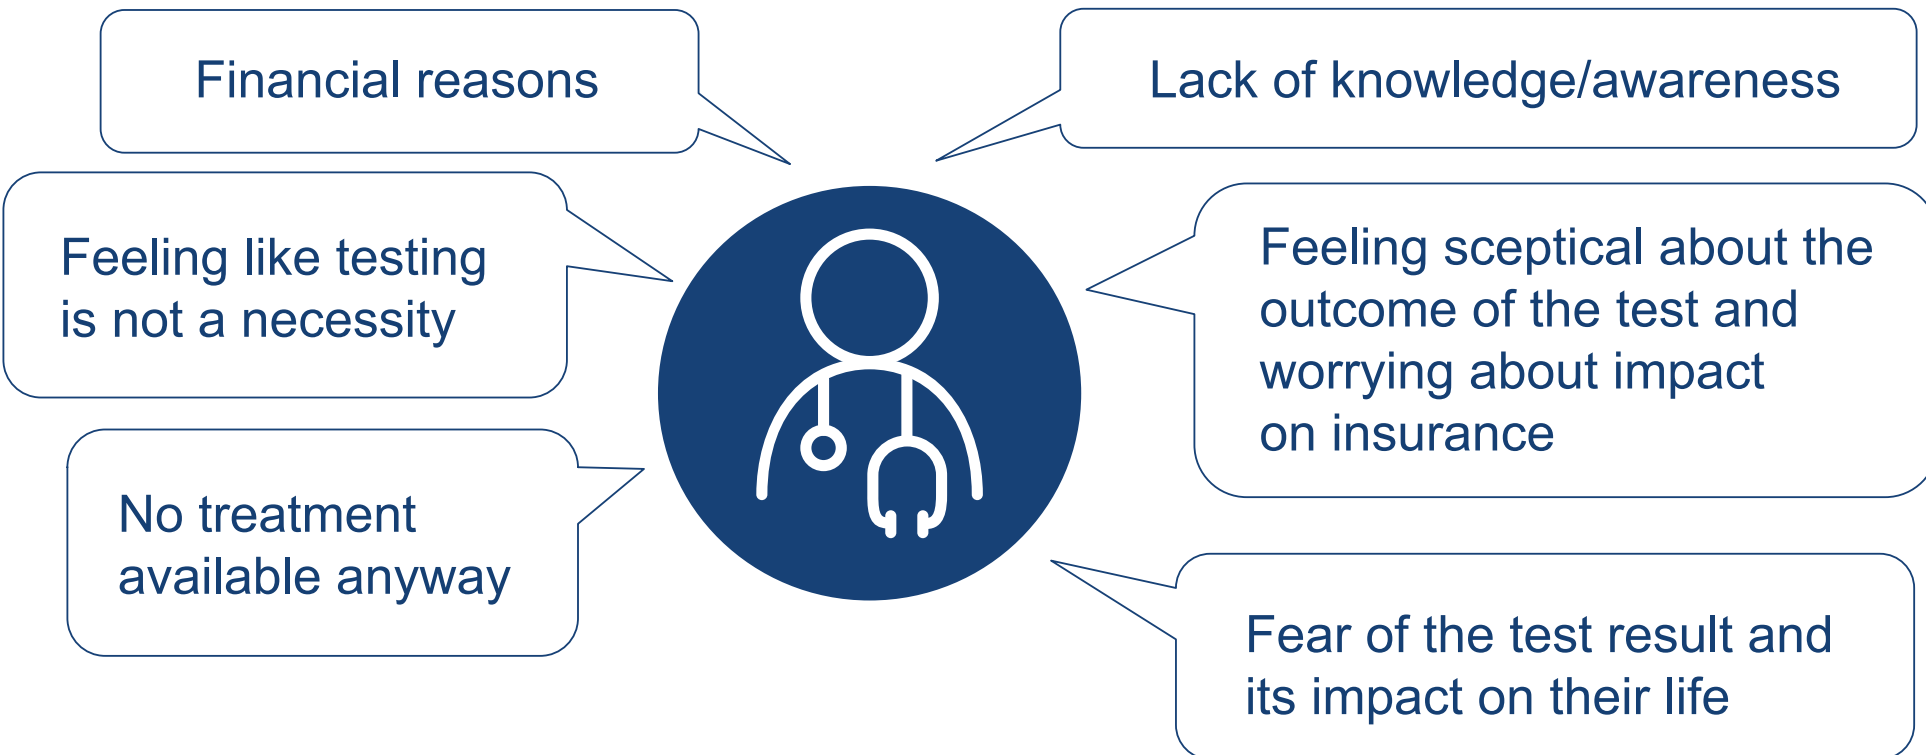 Financial reasons
Lack of knowledge/awareness
Feeling like testing
is not a necessity
Feeling sceptical about the
outcome of the test and
worrying about impact
on insurance
No treatment
available anyway
Fear of the test result and
its impact on their life